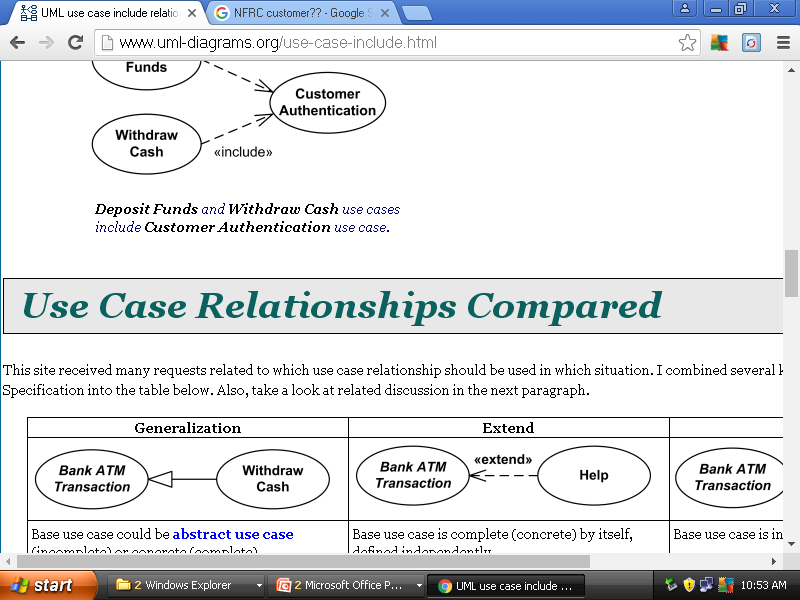 UML use case include relatio
NFRC customer?? - Google S
www.uml-diagrams.org/use-case-include.html
Funds
Customer
Authentication
Withdraw
Cash
«include»
Deposit Funds and Withdraw Cash use cases
include Customer Authentication use case.
Use Case Relationships Compared
This site received many requests related to which use case relationship should be used in which situation. I combined several k
Specification into the table below. Also, take a look at related discussion in the next paragraph.
Generalization
Extend
Bank ATM
Transaction
Withdraw
Cash
Bank ATM
Transaction
«extend»
Help
Bank ATM
Transaction
Base use case could be abstract use case
(incomplete) or concrete (complete)
Base use case is complete (concrete) by itself,
defined independently
Base use case is in
start
2 Windows Explorer
2 Microsoft Office P...
UML use case include ...
10:53 AM